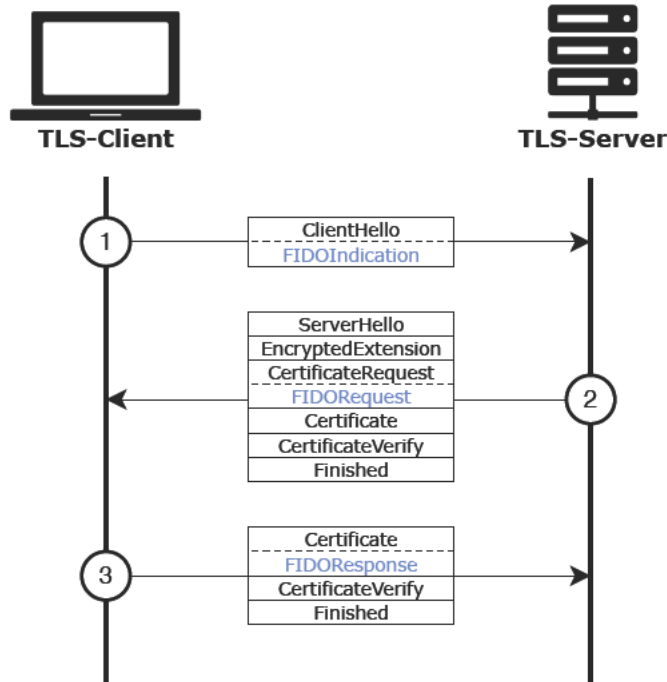 TLS-Client
TLS-Server
1
ClientHello
FIDOIndication
ServerHello
EncryptedExtension
CertificateRequest
FIDORequest
Certificate
CertificateVerify
Finished
2
3
Certificate
FIDOResponse
CertificateVerify
Finished